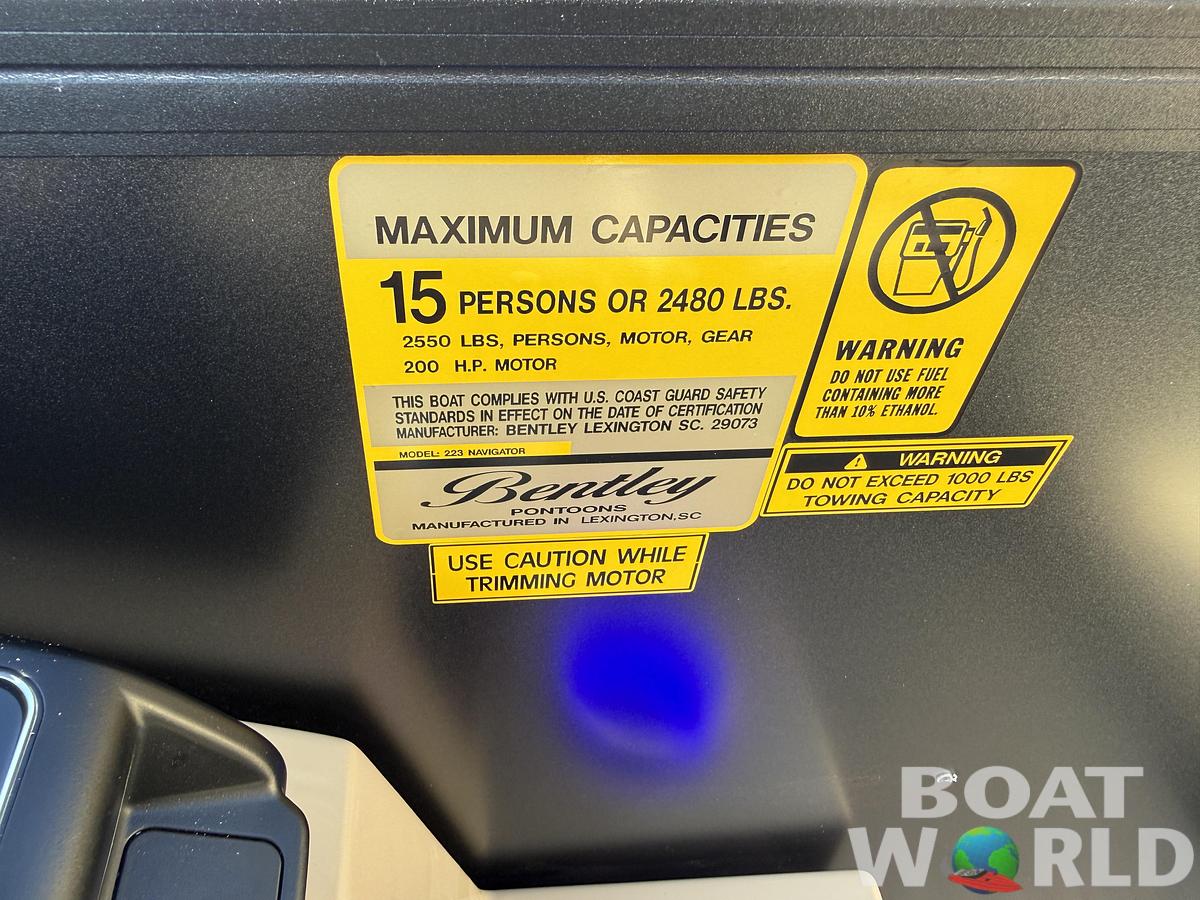 MAXIMUM CAPACITIES
15 PERSONS OR 2480 LBS.
2550 LBS, PERSONS, MOTOR, GEAR
200 H.P. MOTOR
THIS BOAT COMPLIES WITH U.S. COAST GUARD SAFETY
STANDARDS IN EFFECT ON THE DATE OF CERTIFICATION
MANUFACTURER: BENTLEY LEXINGTON SC. 29073
MODEL: 223 NAVIGATOR
Bentley
PONTOONS
MANUFACTURED IN LEXINGTON, SC
USE CAUTION WHILE
TRIMMING MOTOR
WARNING
DO NOT USE FUEL
CONTAINING MORE
THAN 10% ETHANOL.
WARNING
DO NOT EXCEED 1000 LBS
TOWING CAPACITY
BOAT
WORLD